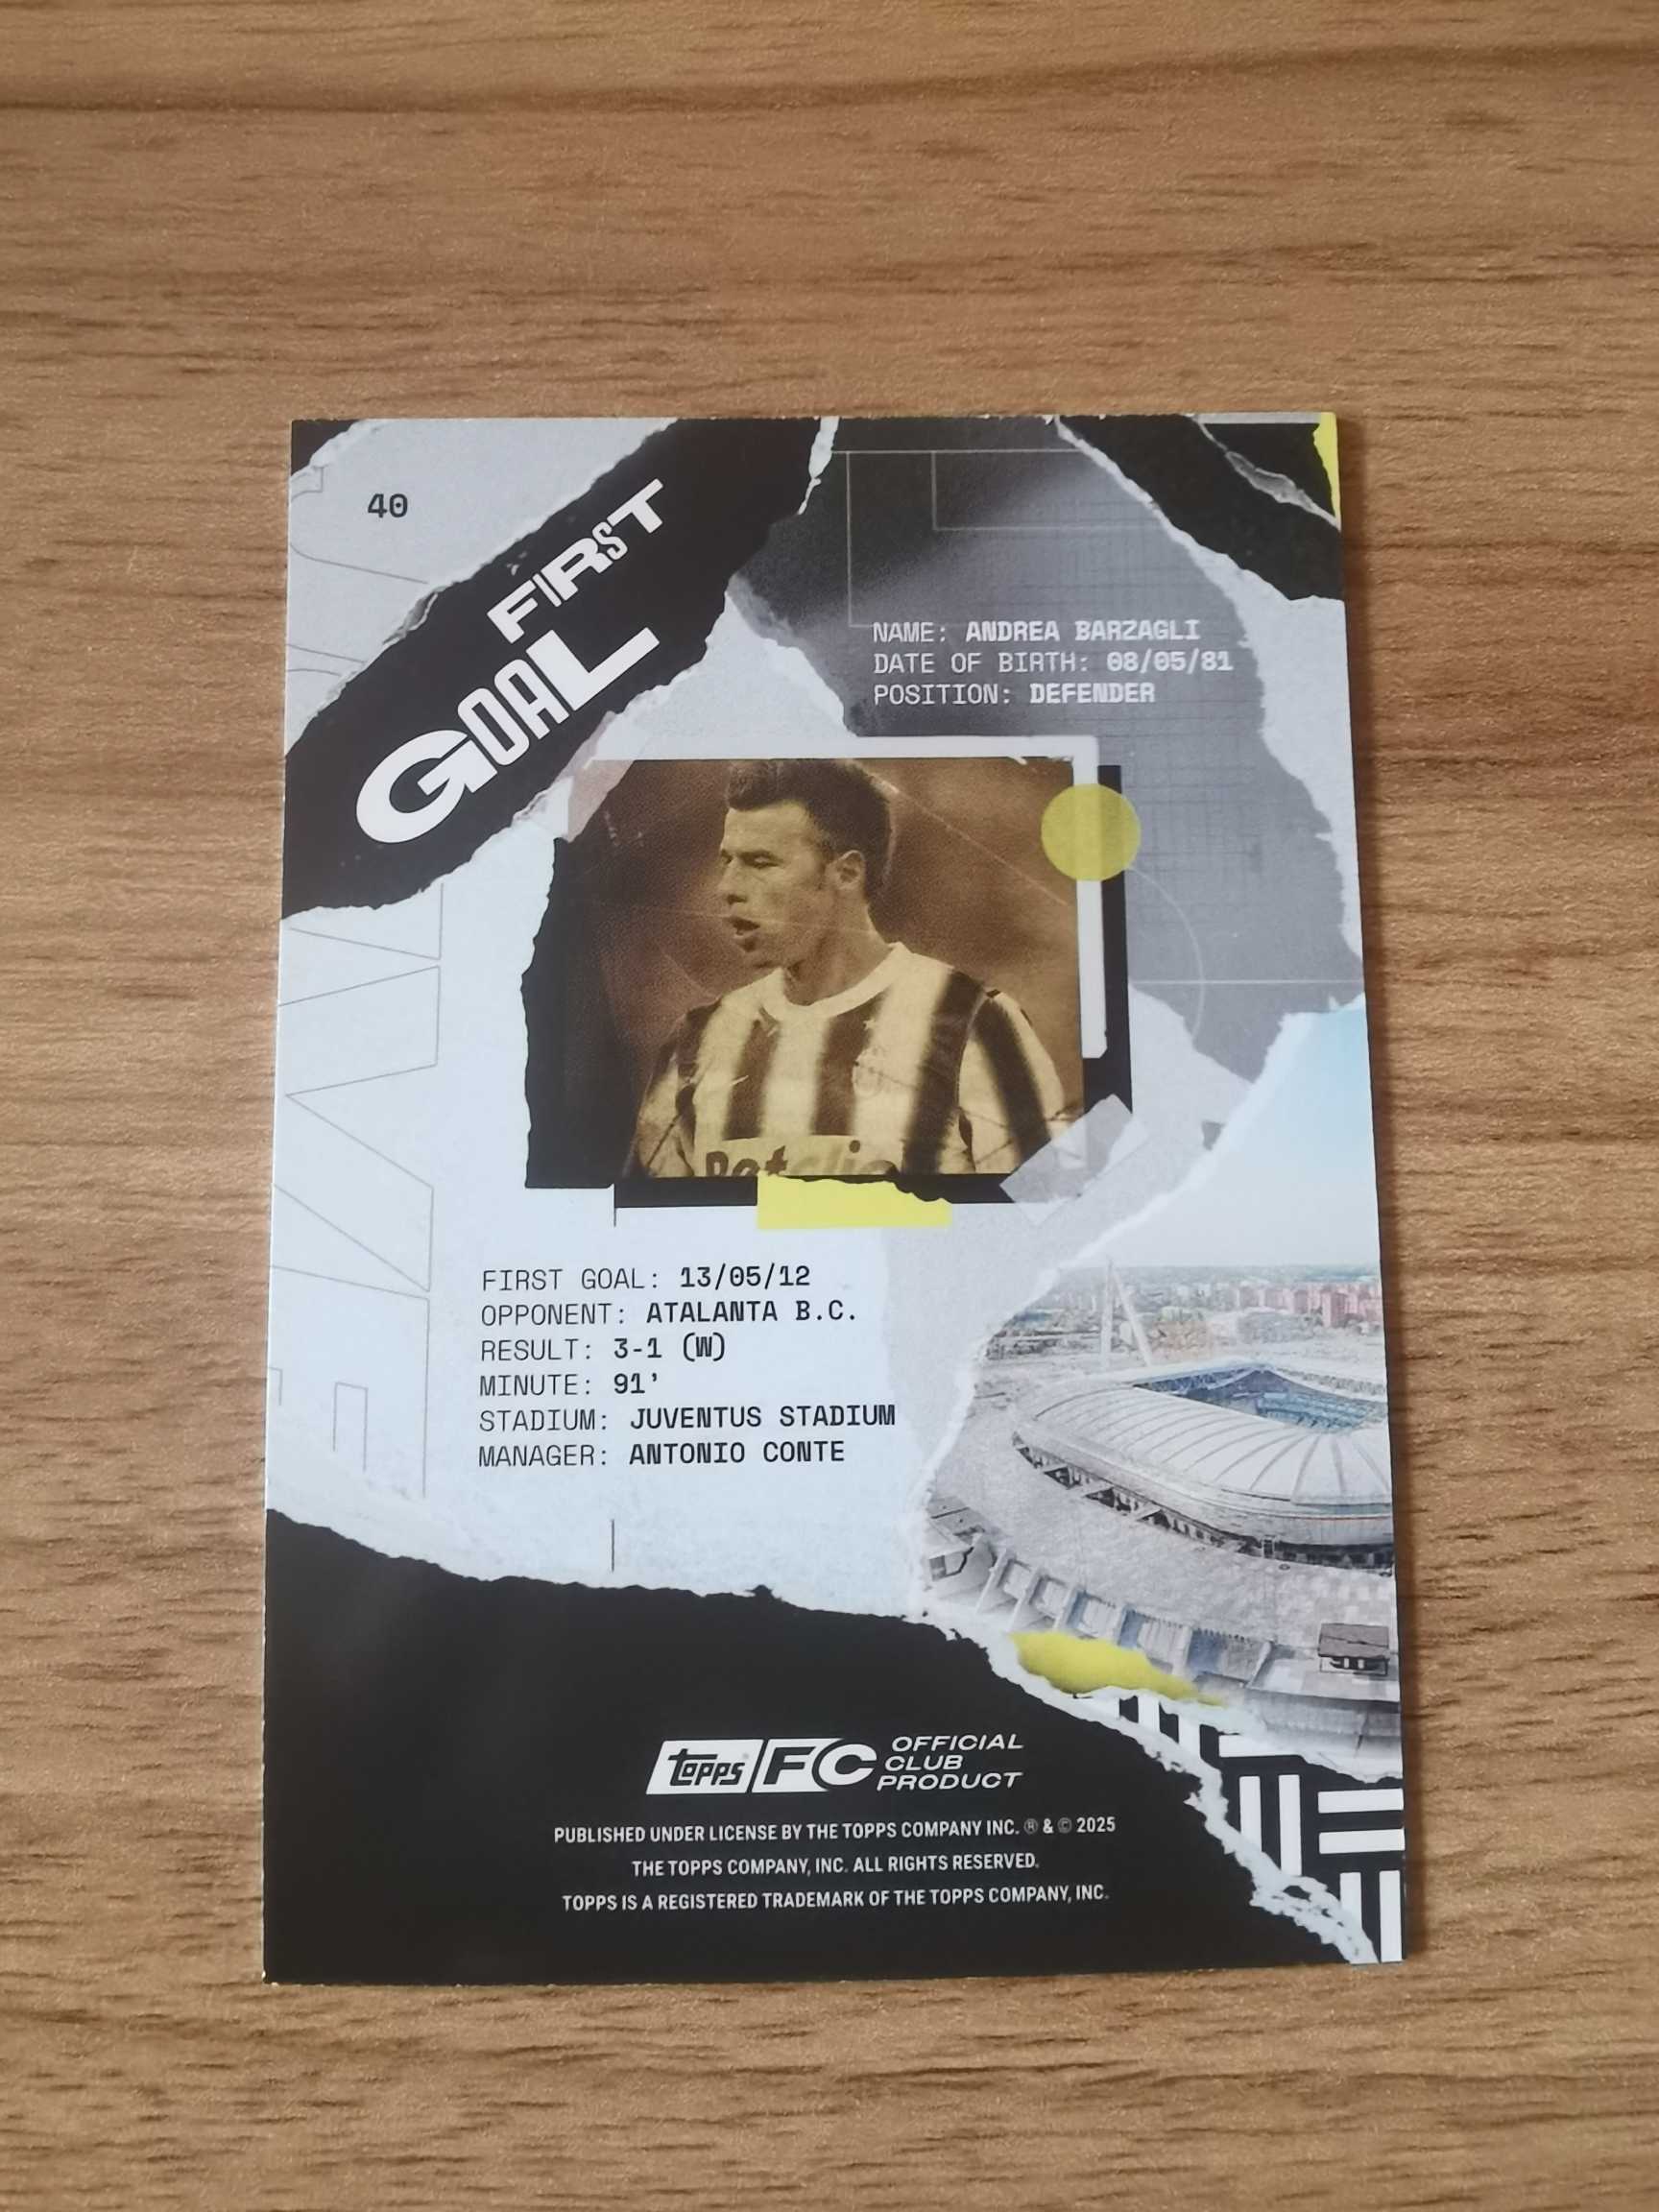 40
FIRST
GOAL
NAME: ANDREA BARZAGLI
DATE OF BIRTH: 08/05/81
POSITION: DEFENDER
FIRST GOAL: 13/05/12
OPPONENT: ATALANTA B.C.
RESULT: 3-1 (W)
MINUTE: 91'
STADIUM: JUVENTUS STADIUM
MANAGER: ANTONIO CONTE
topps FC OFFICIAL
CLUB
PRODUCT
PUBLISHED UNDER LICENSE BY THE TOPPS COMPANY INC. ® & © 2025
THE TOPPS COMPANY, INC. ALL RIGHTS RESERVED.
TOPPS IS A REGISTERED TRADEMARK OF THE TOPPS COMPANY, INC.